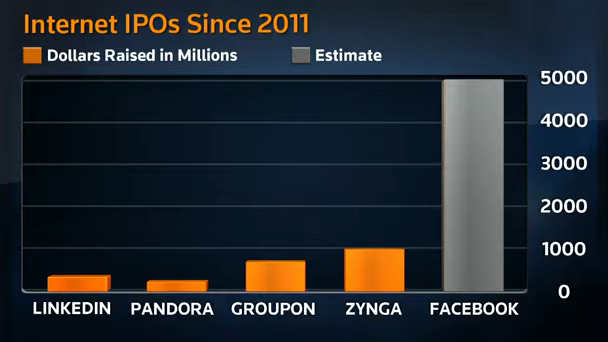 Internet IPOs Since 2011
Dollars Raised in Millions Estimate
5000
4000
3000
2000
1000
0
LINKEDIN PANDORA GROUPON ZYNGA FACEBOOK